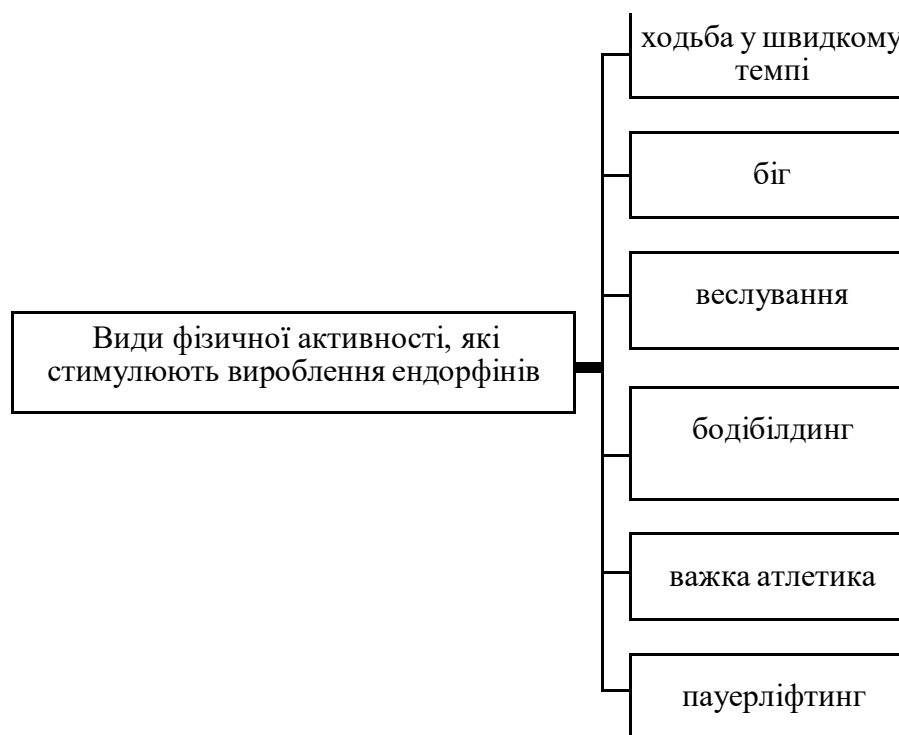 ходьба у швидкому
темпі
біг
веслування
Види фізичної активності, які
стимулюють вироблення ендорфінів
бодібілдинг
важка атлетика
пауерліфтинг